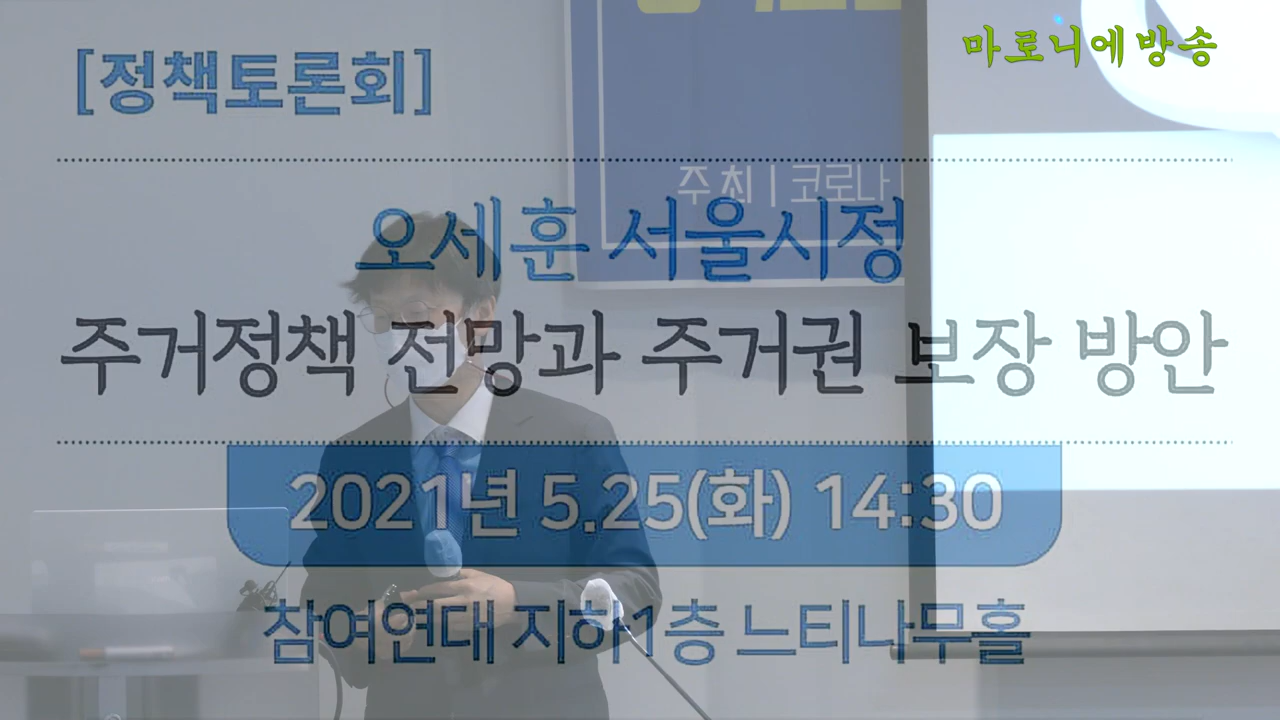 마로니에방송
[정책토론회]
주최 | 코로나
오세훈 서울시정
주거정책 전망과 주거권 보장 방안
2021년 5.25(화) 14:30
참여연대 지하1층 느티나무홀